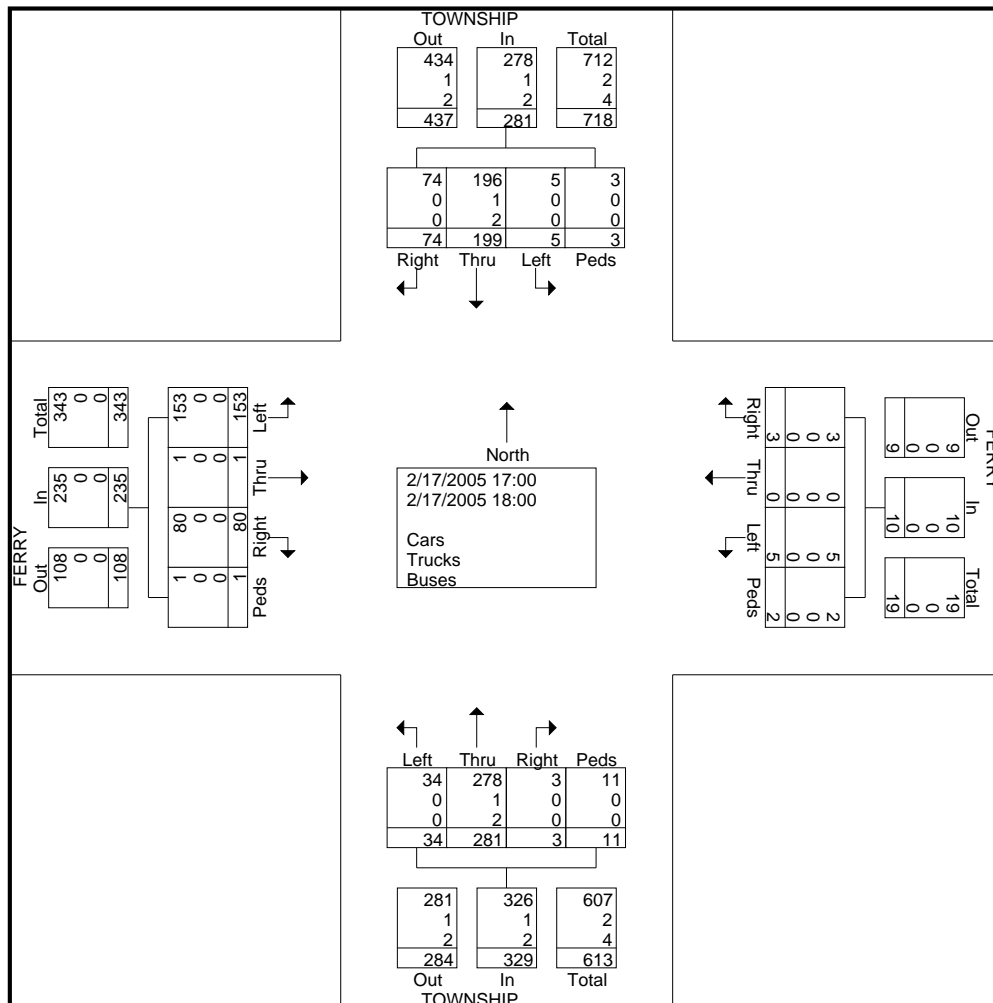 TOWNSHIP
Out In Total
434 278 712
1 1 2
2 2 4
437 281 718
74 196 5 3
0 1 0 0
0 2 0 0
74 199 5 3
Right Thru Left Peds
FERRY
Total
343
0
0
343
In
235
0
0
235
Out
108
0
0
108
Left
153
0
0
153
Thru
1
0
0
1
Right
80
0
0
80
Peds
1
0
0
1
North
2/17/2005 17:00
2/17/2005 18:00
Cars
Trucks
Buses
Right
3
0
0
3
Thru
0
0
0
0
Left
5
0
0
5
Peds
2
0
0
2
FERRY
Out
9
0
0
9
In
10
0
0
10
Total
19
0
0
19
Left Thru Right Peds
34 278 3 11
0 1 0 0
0 2 0 0
34 281 3 11
281 326 607
1 1 2
2 2 4
284 329 613
Out In Total
TOWNSHIP